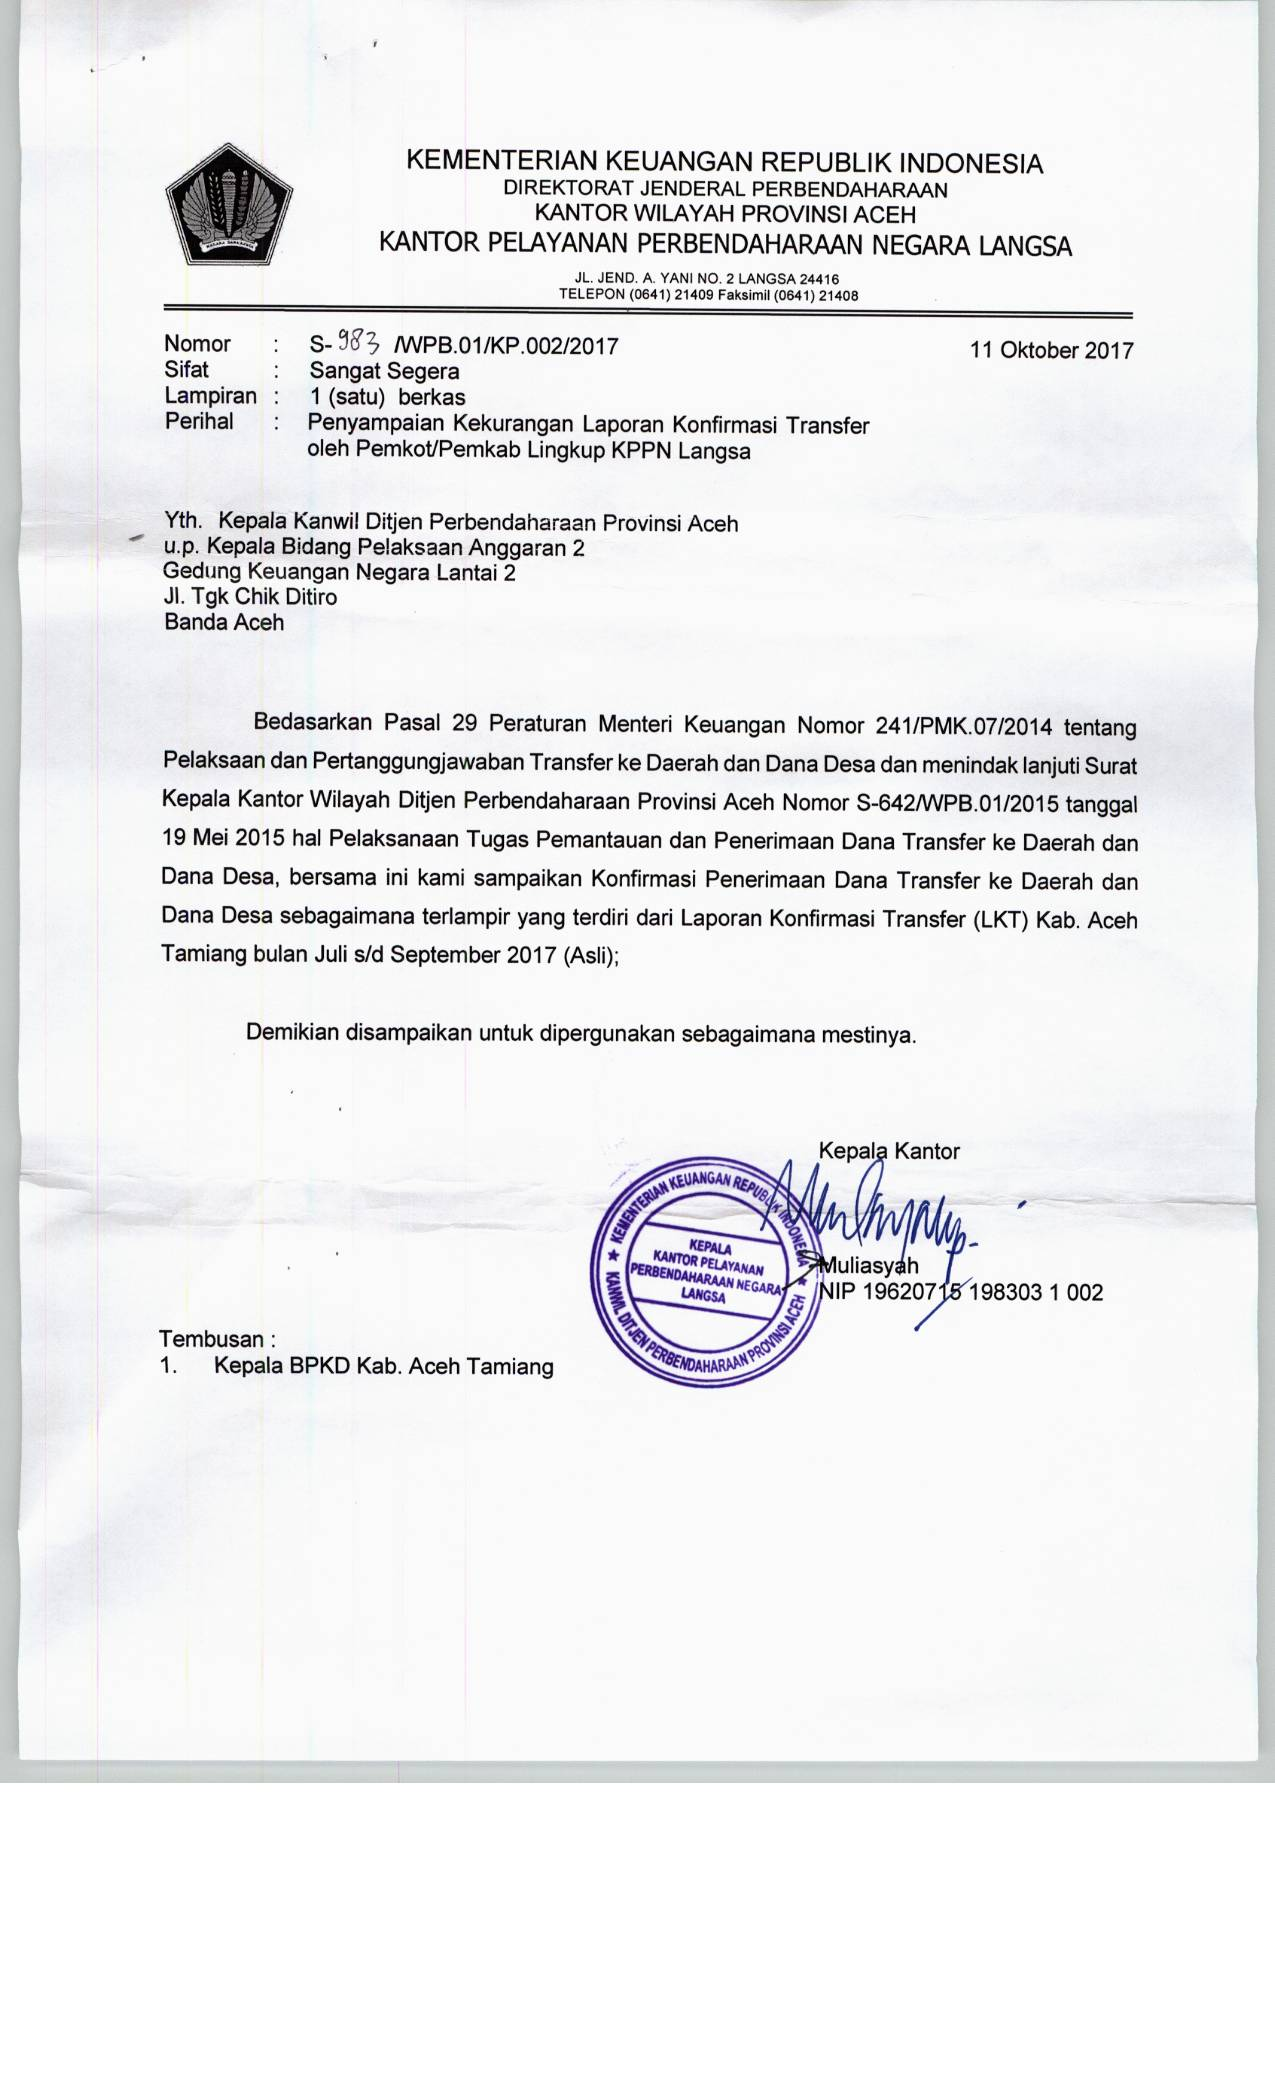 KEMENTERIAN KEUANGAN REPUBLIK INDONESIA
DIREKTORAT JENDERAL PERBENDAHARAAN
KANTOR WILAYAH PROVINSI ACEH
KANTOR PELAYANAN PERBENDAHARAAN NEGARA LANGSA
JL. JEND. A. YANI NO. 2 LANGSA 24416
TELEPON (0641) 21409 Faksimil (0641) 21408
Nomor : S- 983 /WPB.01/KP.002/2017 11 Oktober 2017
Sifat : Sangat Segera
Lampiran : 1 (satu) berkas
Perihal : Penyampaian Kekurangan Laporan Konfirmasi Transfer
oleh Pemkot/Pemkab Lingkup KPPN Langsa
Yth. Kepala Kanwil Ditjen Perbendaharaan Provinsi Aceh
u.p. Kepala Bidang Pelaksaan Anggaran 2
Gedung Keuangan Negara Lantai 2
Jl. Tgk Chik Ditiro
Banda Aceh
Bedasarkan Pasal 29 Peraturan Menteri Keuangan Nomor 241/PMK.07/2014 tentang
Pelaksaan dan Pertanggungjawaban Transfer ke Daerah dan Dana Desa dan menindak lanjuti Surat
Kepala Kantor Wilayah Ditjen Perbendaharaan Provinsi Aceh Nomor S-642/WPB.01/2015 tanggal
19 Mei 2015 hal Pelaksanaan Tugas Pemantauan dan Penerimaan Dana Transfer ke Daerah dan
Dana Desa, bersama ini kami sampaikan Konfirmasi Penerimaan Dana Transfer ke Daerah dan
Dana Desa sebagaimana terlampir yang terdiri dari Laporan Konfirmasi Transfer (LKT) Kab. Aceh
Tamiang bulan Juli s/d September 2017 (Asli);
Demikian disampaikan untuk dipergunakan sebagaimana mestinya.
Kepala Kantor
KEMENTERIAN KEUANGAN REPUBLIK INDONESIA
KEPALA
KANTOR PELAYANAN
PERBENDAHARAAN NEGARA
LANGSA
KANWIL DITJEN PERBENDAHARAAN PROVINSI ACEH
Muliasyah
NIP 19620715 198303 1 002
Tembusan :
1. Kepala BPKD Kab. Aceh Tamiang